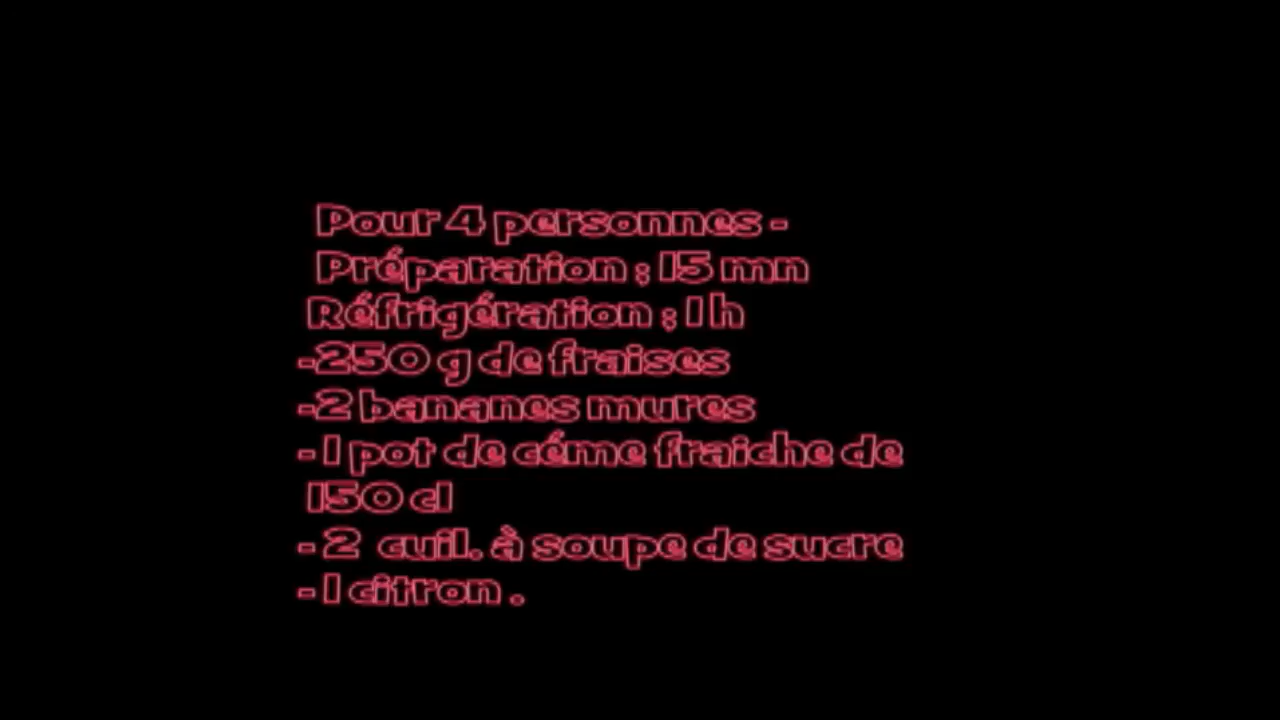 Pour 4 personnes -
Préparation : 15 mn
Réfrigération : 1 h
-250 g de fraises
-2 bananes mures
- 1 pot de céme fraiche de
150 cl
- 2 cuil. à soupe de sucre
- 1 citron .